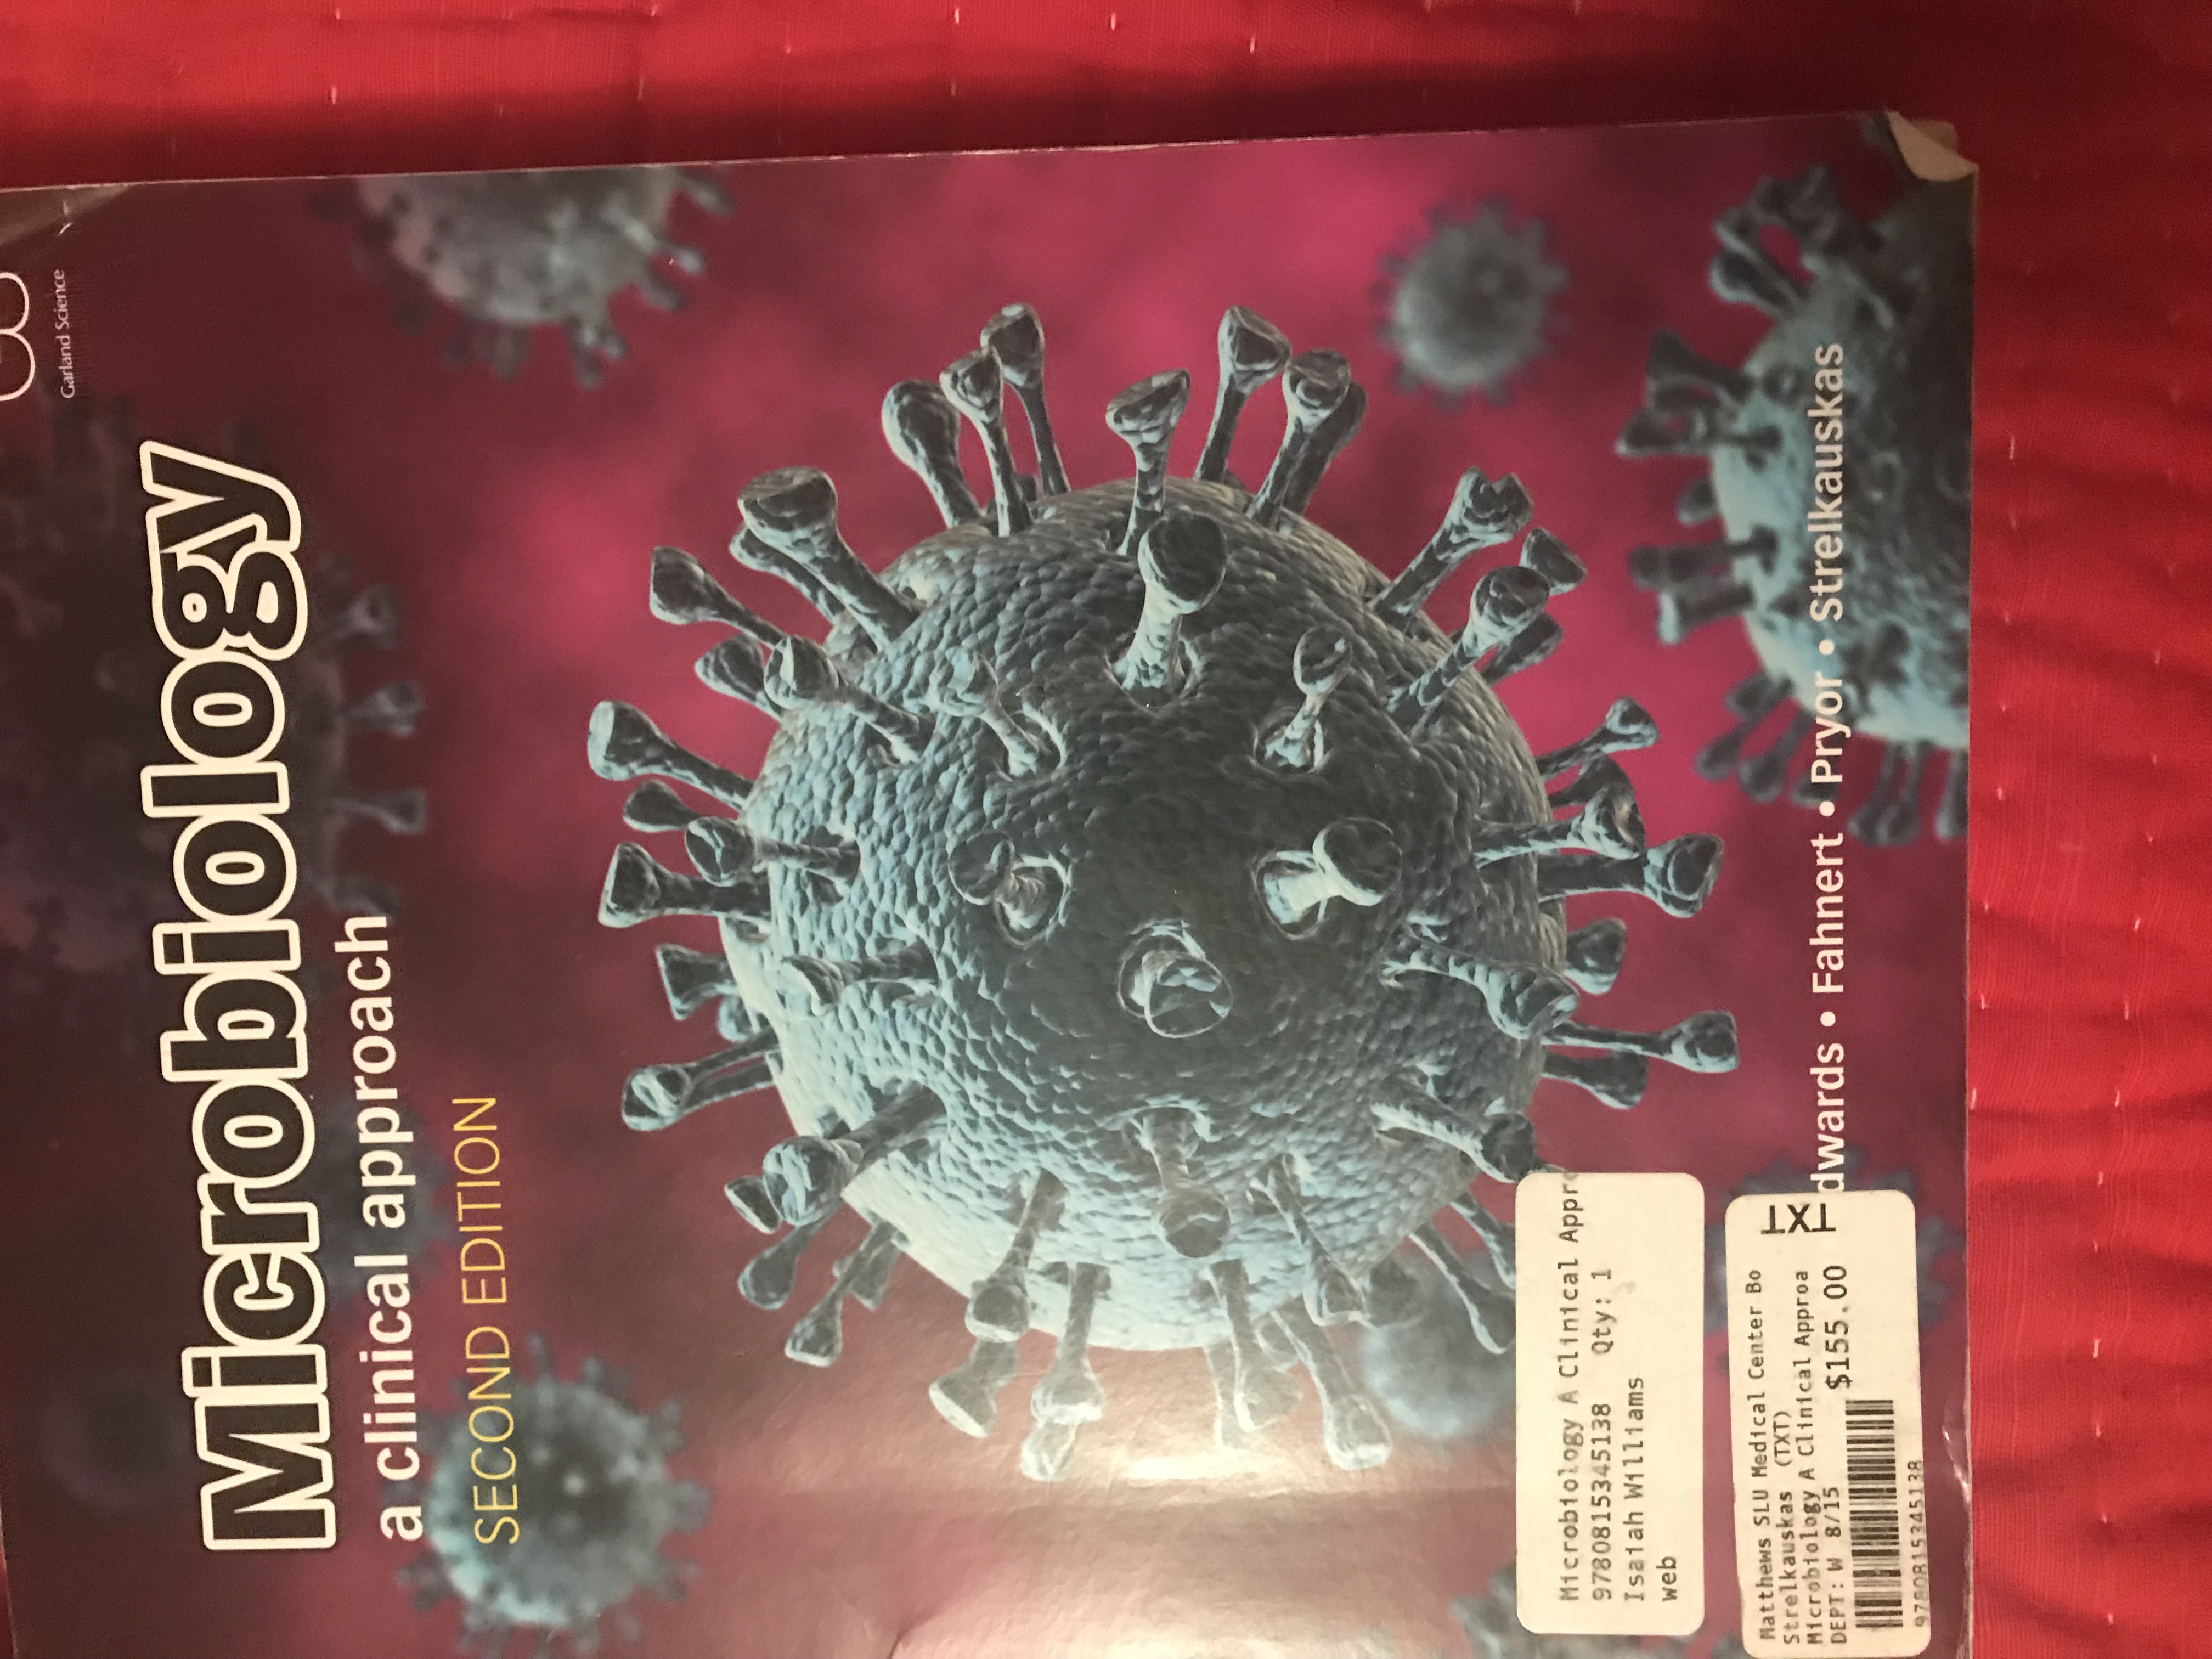 Garland Science
Microbiology
a clinical approach
SECOND EDITION
Microbiology A Clinical Appro
9780815345138 Qty: 1
Isaiah Williams
web
Matthews SLU Medical Center Bo
Strelkauskas (TXT)
Microbiology A Clinical Approa
DEPT: W 8/15 $155.00
TXT
9780815345138
dwards • Fahnert • Pryor • Strelkauskas